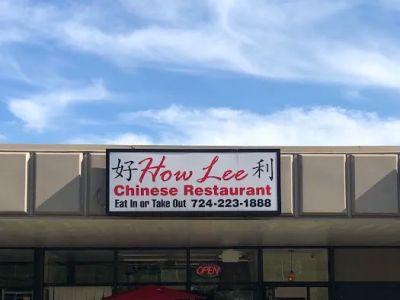 好 How Lee 利
Chinese Restaurant
Eat In or Take Out 724-223-1888
OPEN